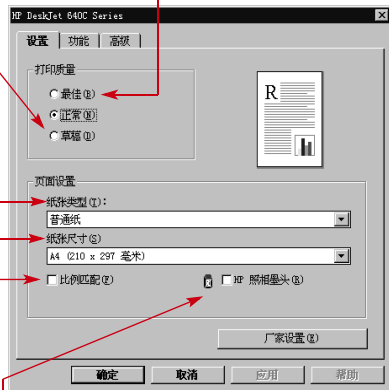 HP DeskJet 640C Series
设置 功能 高级
打印质量
最佳(B)
正常(N)
草稿(D)
R
页面设置
纸张类型(T):
普通纸
纸张尺寸(S)
A4 (210 x 297 毫米)
比例匹配(F) HP 照相墨头(R)
厂家设置(E)
确定 取消 应用 帮助